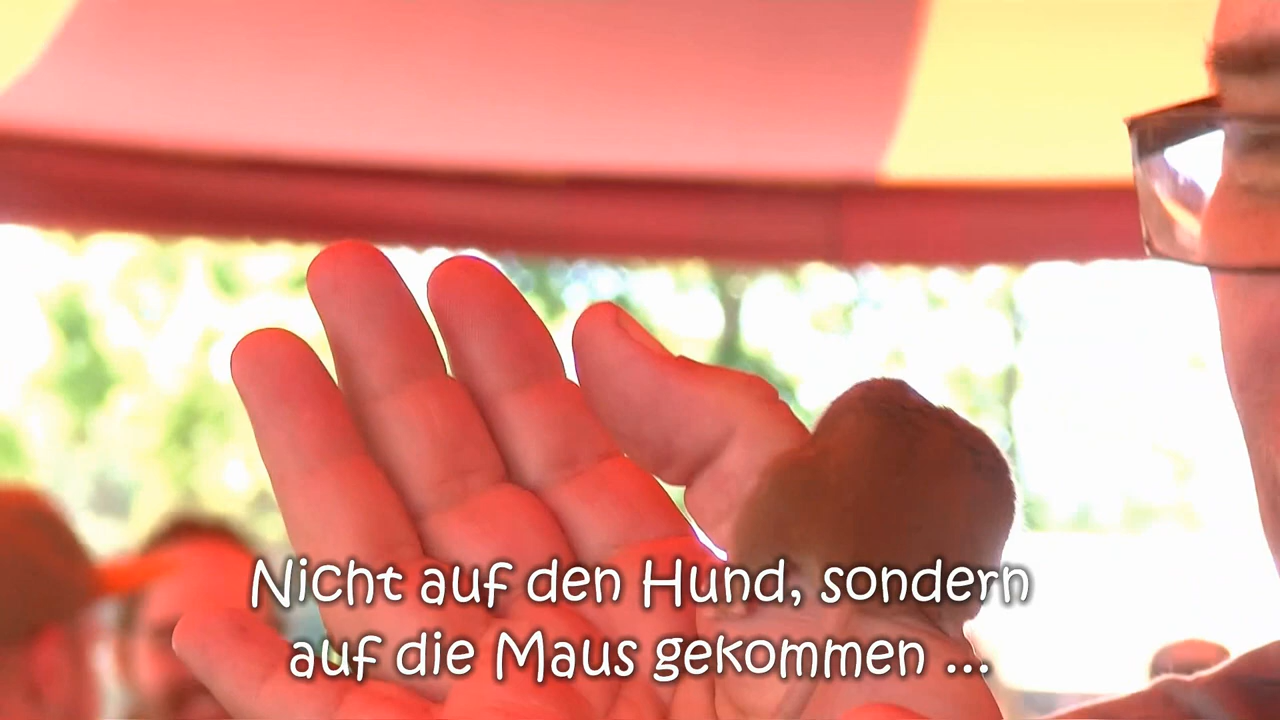 Nicht auf den Hund, sondern
auf die Maus gekommen ...